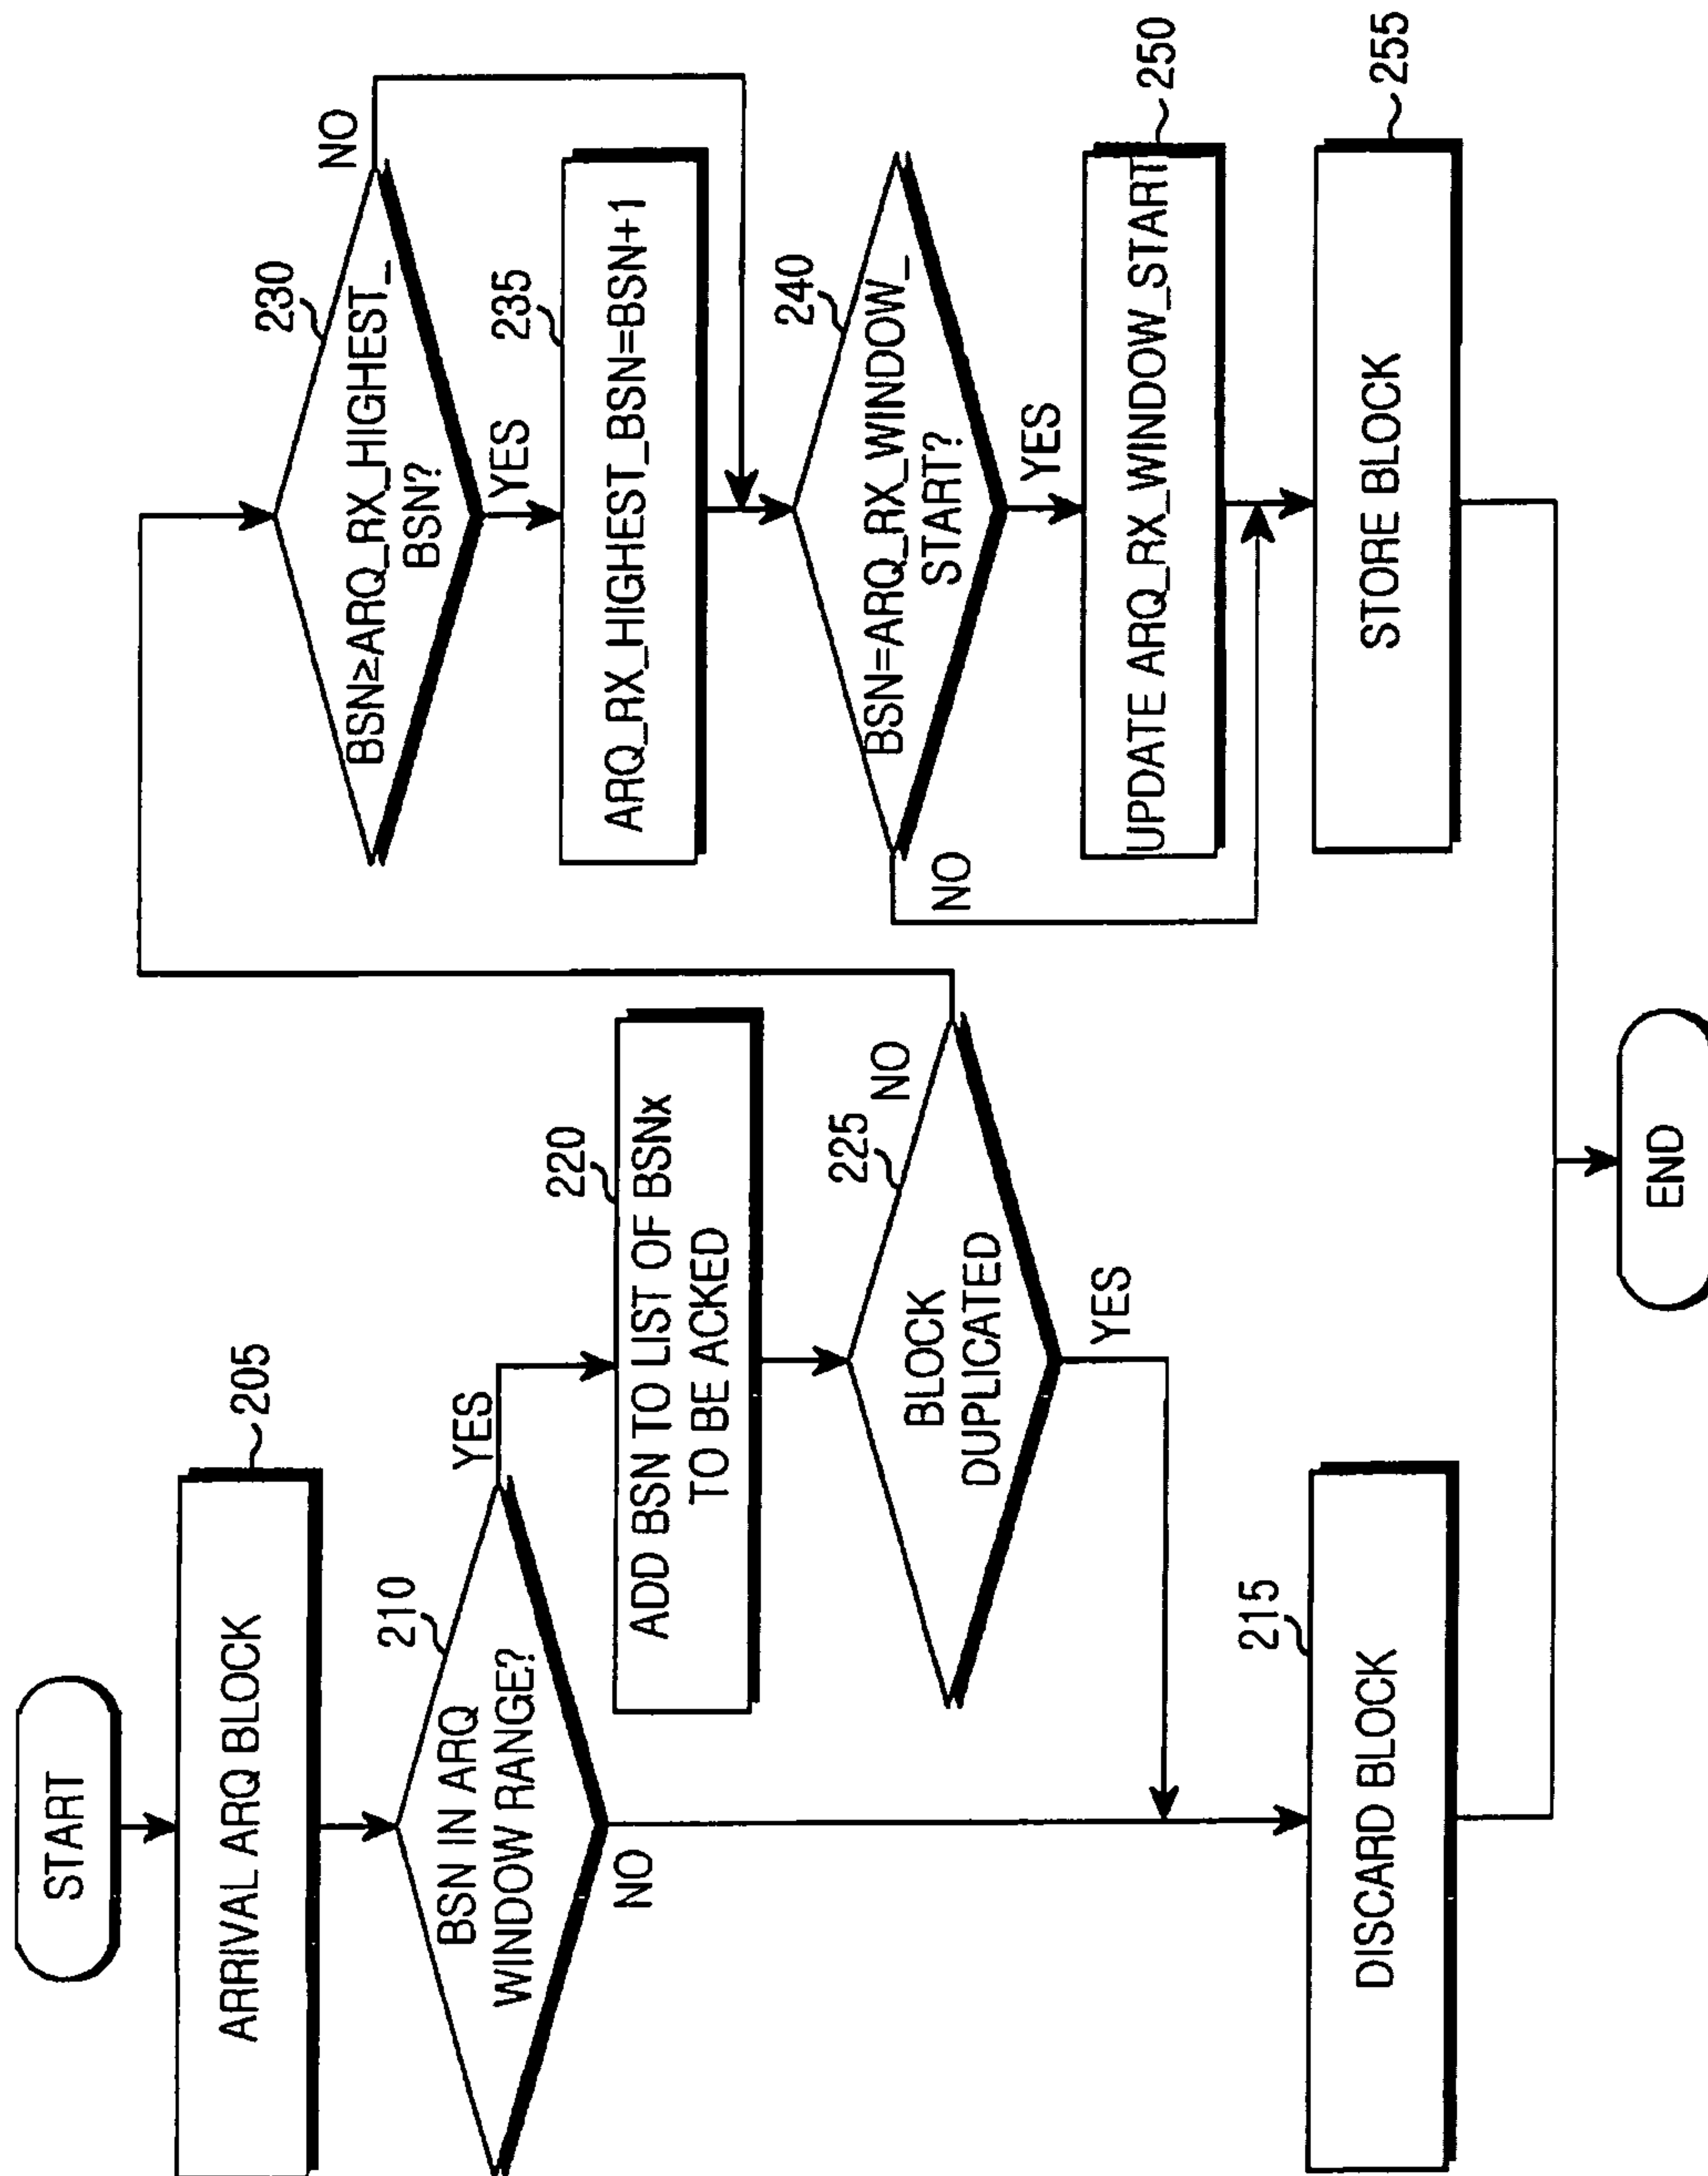 START
ARRIVAL ARQ BLOCK
205
BSN IN ARQ
WINDOW RANGE?
210
YES
NO
ADD BSN TO LIST OF BSNx
TO BE ACKED
220
BLOCK
DUPLICATED
225
NO
YES
DISCARD BLOCK
215
BSN≥ARQ_RX_HIGHEST_
BSN?
230
NO
YES
ARQ_RX_HIGHEST_BSN=BSN+1
235
BSN=ARQ_RX_WINDOW_
START?
240
NO
YES
UPDATE ARQ_RX_WINDOW_START
250
STORE BLOCK
255
END